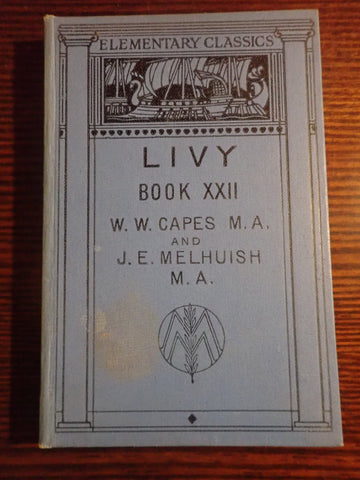 ELEMENTARY CLASSICS
LIVY
BOOK XXII
W. W. CAPES M.A.
AND
J. E. MELHUISH
M.A.